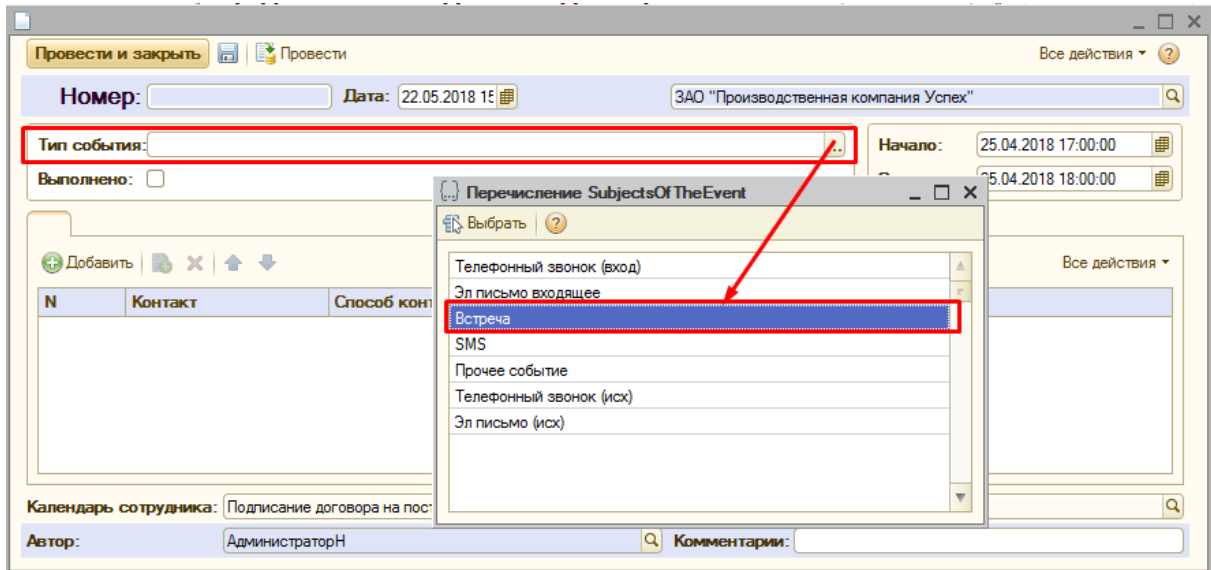 Провести и закрыть Провести Все действия
Номер: Дата: 22.05.2018 15 ЗАО "Производственная компания Успех"
Тип события: Начало: 25.04.2018 17:00:00
Выполнено: 25.04.2018 18:00:00
Перечисление SubjectsOfTheEvent
Выбрать
Добавить Все действия
N Контакт Способ конт
Телефонный звонок (вход)
Эл письмо входящее
Встреча
SMS
Прочее событие
Телефонный звонок (исх)
Эл письмо (исх)
Календарь сотрудника: Подписание договора на пост
Автор: АдминистраторН Комментарии: